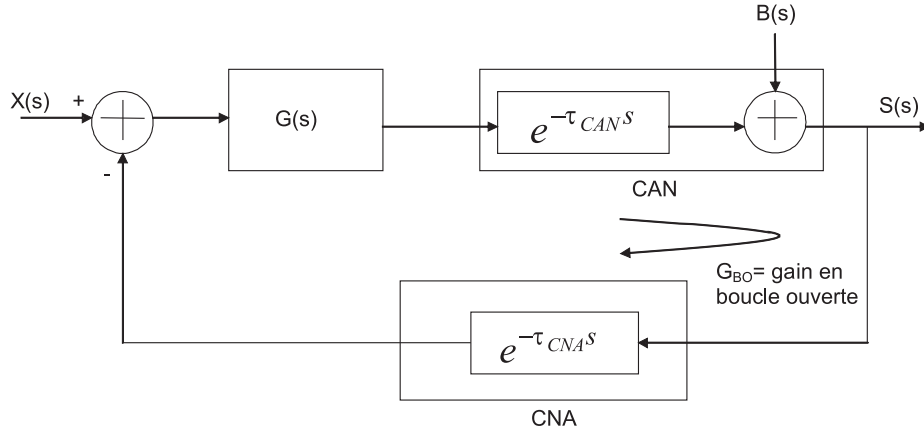 B(s)
X(s)
+
G(s)
e^{-τ_{CAN}s}
S(s)
-
CAN
G_{BO}= gain en
boucle ouverte
e^{-τ_{CNA}s}
CNA